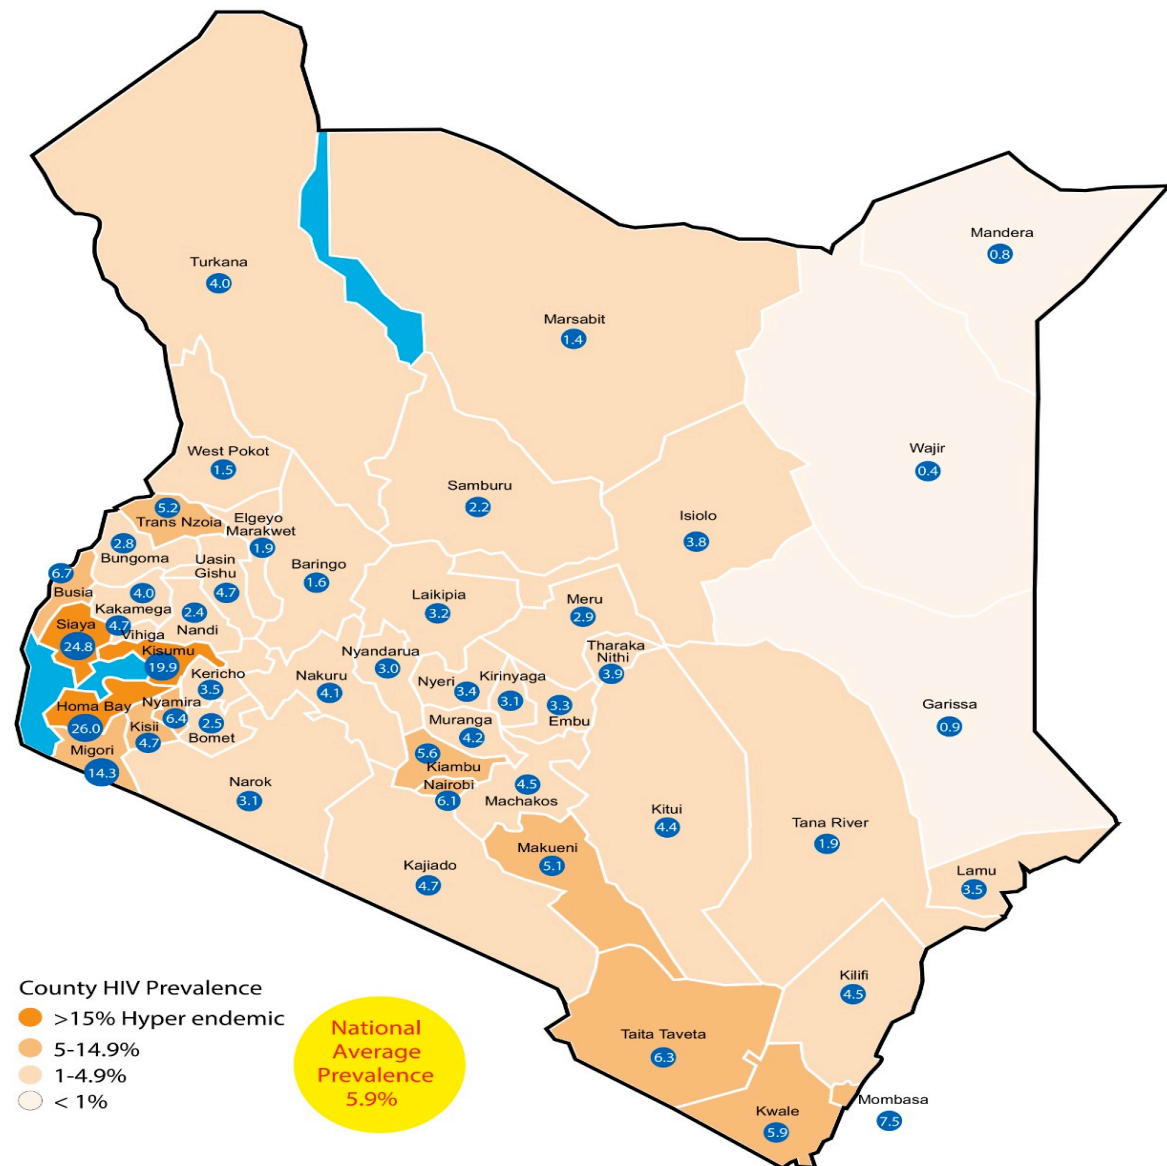 Mandera
0.8
Turkana
4.0
Marsabit
1.4
West Pokot
1.5
Wajir
0.4
Samburu
2.2
5.2
Trans Nzoia
Elgeyo
Marakwet
1.9
Isiolo
3.8
2.8
Bungoma
Uasin
Gishu
4.7
Baringo
1.6
6.7
Busia
4.0
Kakamega
2.4
Nandi
Laikipia
3.2
Meru
2.9
Siaya
24.8
4.7
Vihiga
Kisumu
19.9
Nyandarua
3.0
Tharaka
Nithi
3.9
Kericho
3.5
Nakuru
4.1
Nyeri
3.4
Kirinyaga
3.1
3.3
Embu
Garissa
0.9
Homa Bay
26.0
Nyamira
6.4
2.5
Bomet
Kisii
4.7
Muranga
4.2
Migori
14.3
5.6
Kiambu
Nairobi
6.1
Narok
3.1
4.5
Machakos
Kitui
4.4
Tana River
1.9
Makueni
5.1
Kajiado
4.7
Lamu
3.5
Kilifi
4.5
Taita Taveta
6.3
Kwale
5.9
Mombasa
7.5
County HIV Prevalence
>15% Hyper endemic
5-14.9%
1-4.9%
< 1%
National
Average
Prevalence
5.9%